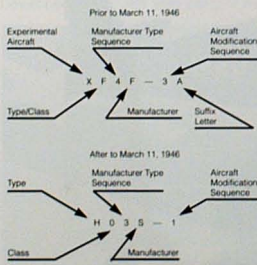 Prior to March 11, 1946
Experimental Aircraft
Manufacturer Type Sequence
Aircraft Modification Sequence
X F 4 F — 3 A
Type/Class
Manufacturer
Suffix Letter
After to March 11, 1946
Type
Manufacturer Type Sequence
Aircraft Modification Sequence
H 0 3 S — 1
Class
Manufacturer